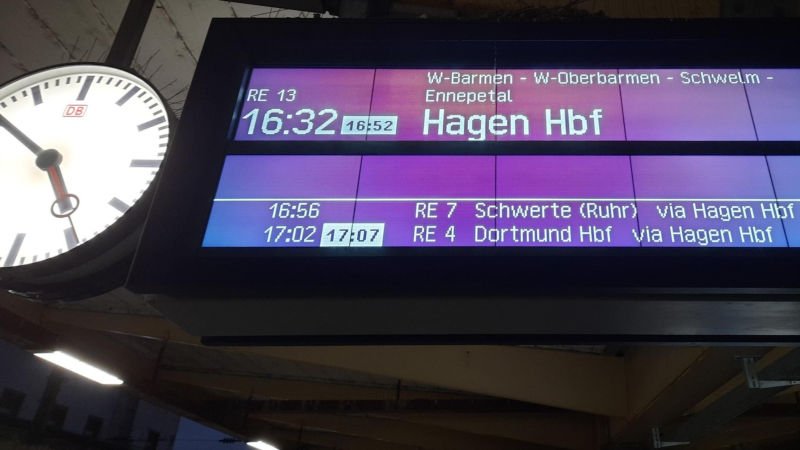 DB
W-Barmen - W-Oberbarmen - Schwelm -
RE 13 Ennepetal
16:32 16:52 Hagen Hbf
16:56 RE 7 Schwerte (Ruhr) via Hagen Hbf
17:02 17:07 RE 4 Dortmund Hbf via Hagen Hbf